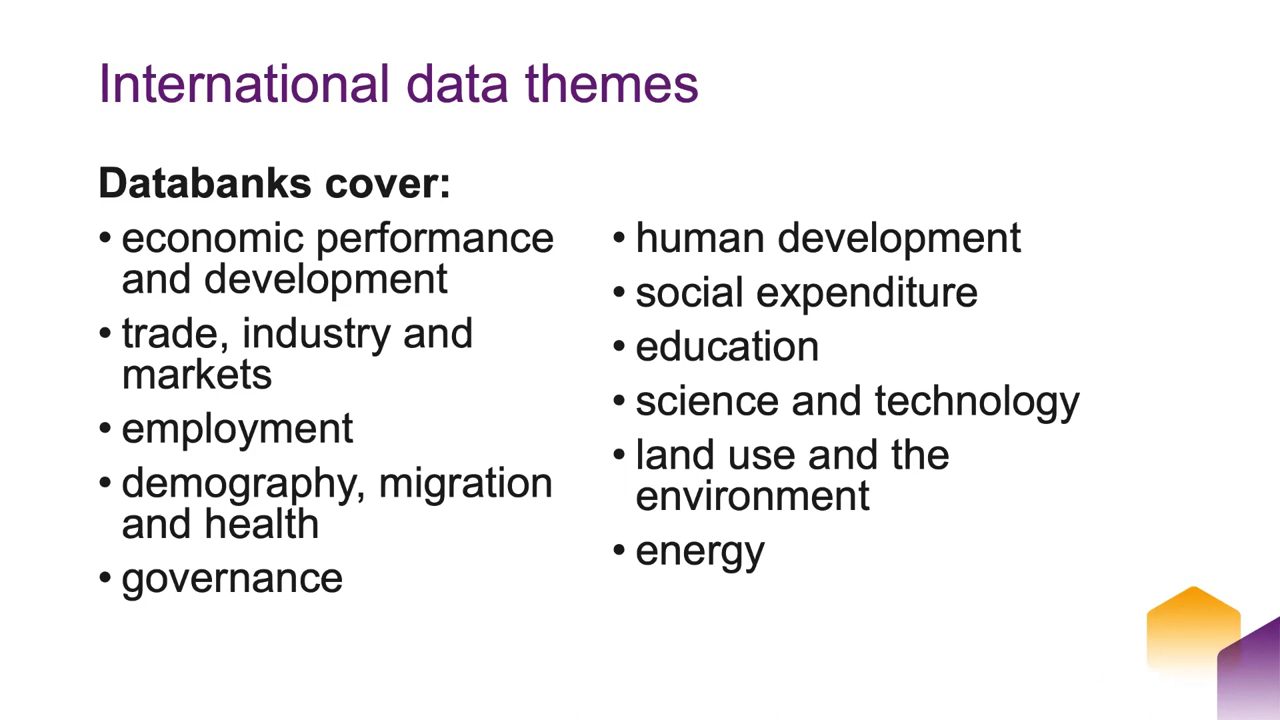 International data themes
Databanks cover:
• economic performance
and development
• trade, industry and
markets
• employment
• demography, migration
and health
• governance
• human development
• social expenditure
• education
• science and technology
• land use and the
environment
• energy